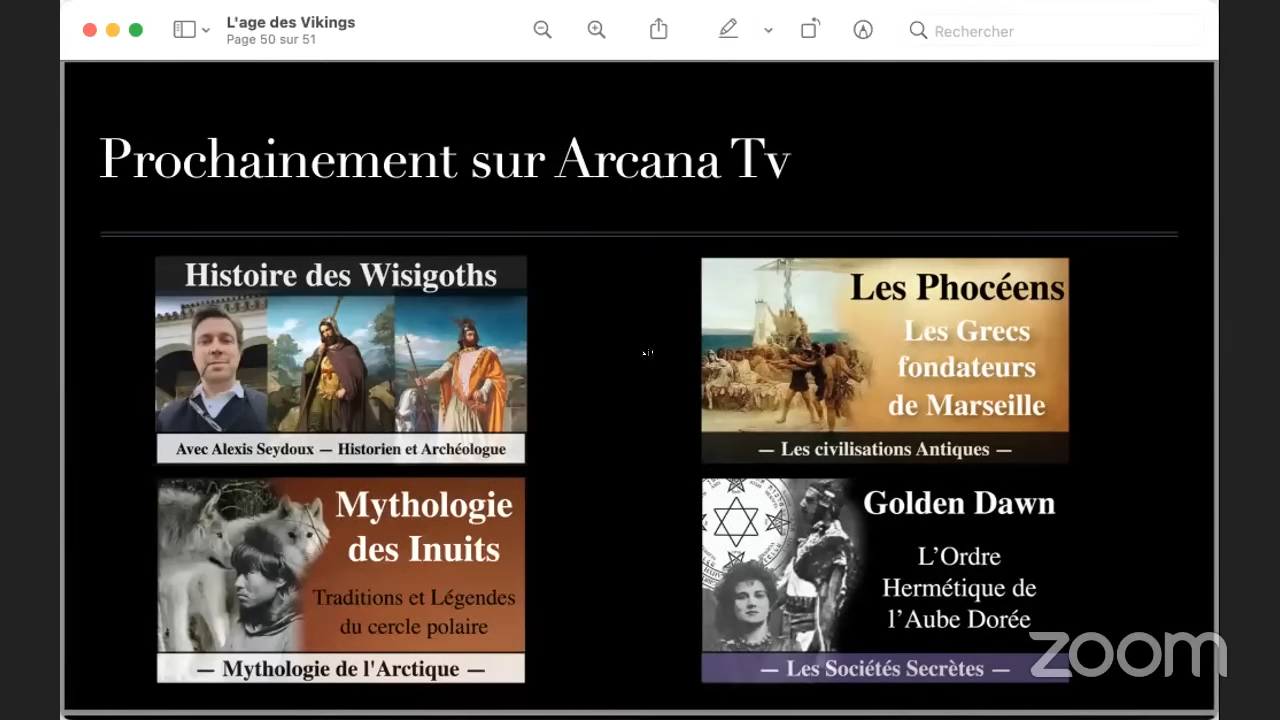 L'age des Vikings
Page 50 sur 51
Rechercher
Prochainement sur Arcana Tv
Histoire des Wisigoths
Avec Alexis Seydoux — Historien et Archéologue
Les Phocéens
Les Grecs
fondateurs
de Marseille
— Les civilisations Antiques —
Mythologie
des Inuits
Traditions et Légendes
du cercle polaire
— Mythologie de l'Arctique —
Golden Dawn
L'Ordre
Hermétique de
l'Aube Dorée
— Les Sociétés Secrètes —
zoom